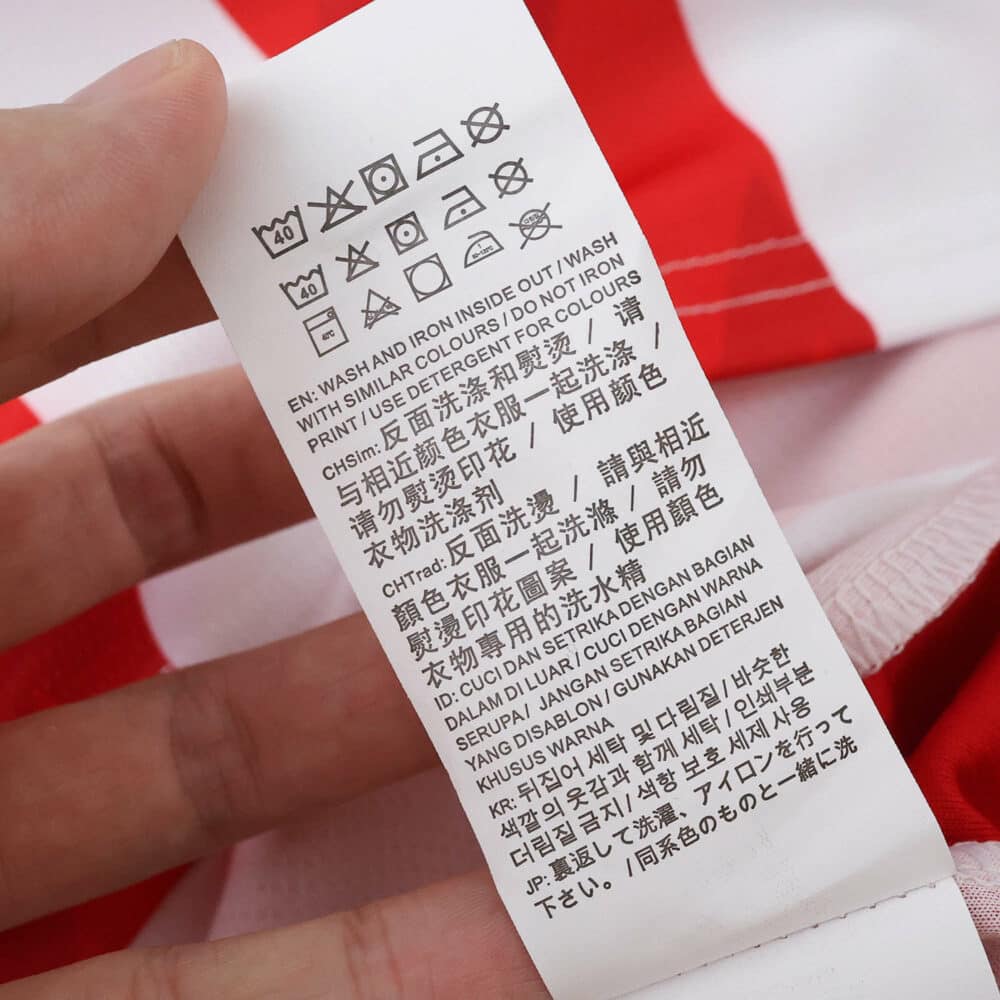 40
40
40℃
EN: WASH AND IRON INSIDE OUT / WASH
WITH SIMILAR COLOURS / DO NOT IRON
PRINT / USE DETERGENT FOR COLOURS
CHSim: 反面洗涤和熨烫 / 请
与相近颜色衣服一起洗涤 /
请勿熨烫印花 / 使用颜色
衣物洗涤剂
CHTrad: 反面洗燙 / 請與相近
顏色衣服一起洗滌 / 請勿
熨燙印花圖案 / 使用顏色
衣物專用的洗水精
ID: CUCI DAN SETRIKA DENGAN BAGIAN
DALAM DI LUAR / CUCI DENGAN WARNA
SERUPA / JANGAN SETRIKA BAGIAN
YANG DISABLON / GUNAKAN DETERJEN
KHUSUS WARNA
KR: 뒤집어 세탁 및 다림질 / 바슷한
색깔의 옷감과 함께 세탁 / 인쇄부분
더림질 금지 / 색항 보호 세제 사용
JP: 裏返して洗濯、アイロンを行って
下さい。/同系色のものと一緒に洗